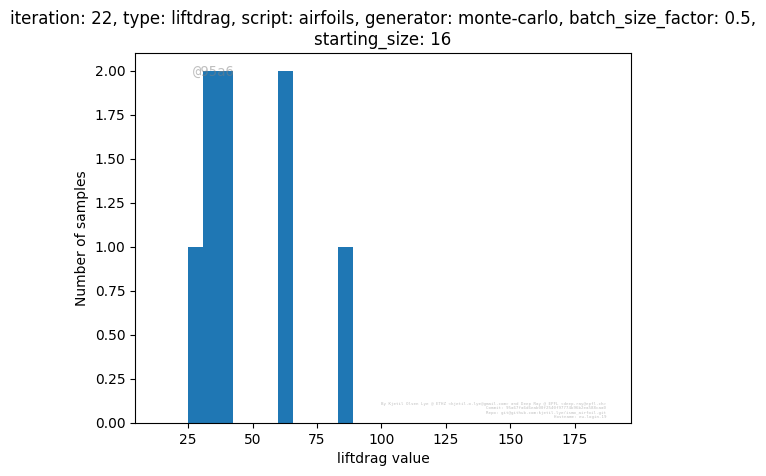 iteration: 22, type: liftdrag, script: airfoils, generator: monte-carlo, batch_size_factor: 0.5,
starting_size: 16
@95a6
2.00
1.75
1.50
1.25
1.00
0.75
0.50
0.25
0.00
Number of samples
25 50 75 100 125 150 175
liftdrag value